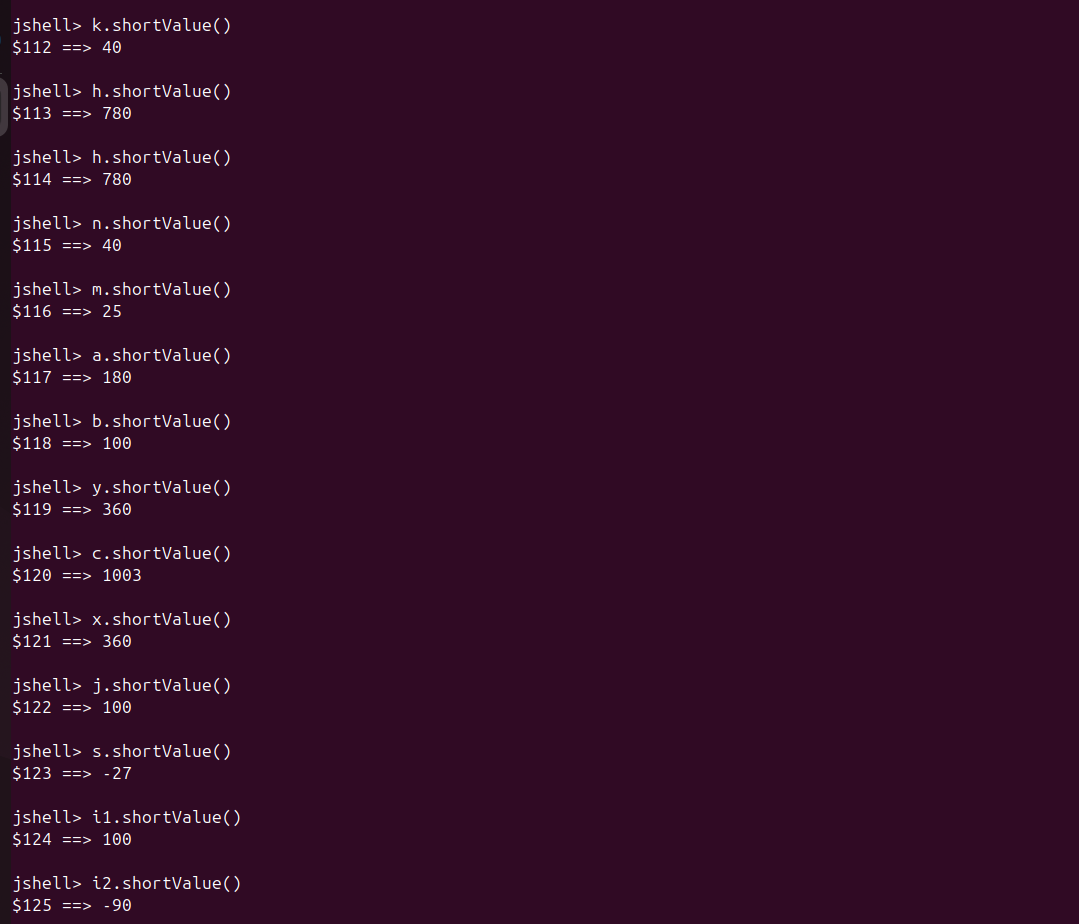 jshell> k.shortValue()
$112 ==> 40
jshell> h.shortValue()
$113 ==> 780
jshell> h.shortValue()
$114 ==> 780
jshell> n.shortValue()
$115 ==> 40
jshell> m.shortValue()
$116 ==> 25
jshell> a.shortValue()
$117 ==> 180
jshell> b.shortValue()
$118 ==> 100
jshell> y.shortValue()
$119 ==> 360
jshell> c.shortValue()
$120 ==> 1003
jshell> x.shortValue()
$121 ==> 360
jshell> j.shortValue()
$122 ==> 100
jshell> s.shortValue()
$123 ==> -27
jshell> i1.shortValue()
$124 ==> 100
jshell> i2.shortValue()
$125 ==> -90